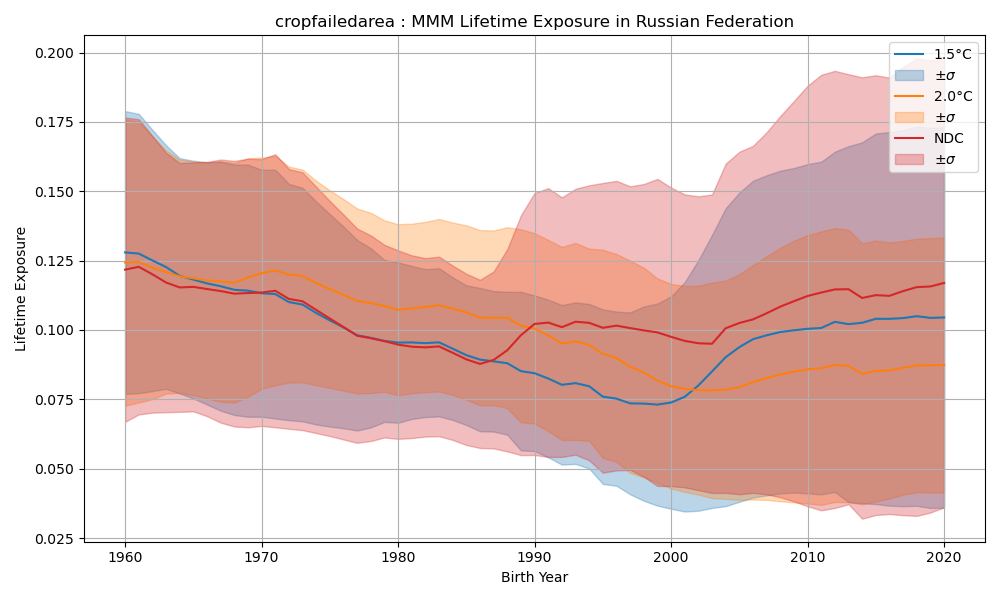 cropfailedarea : MMM Lifetime Exposure in Russian Federation
Lifetime Exposure
0.200
0.175
0.150
0.125
0.100
0.075
0.050
0.025
1960
1970
1980
1990
2000
2010
2020
Birth Year
1.5°C
±σ
2.0°C
±σ
NDC
±σ